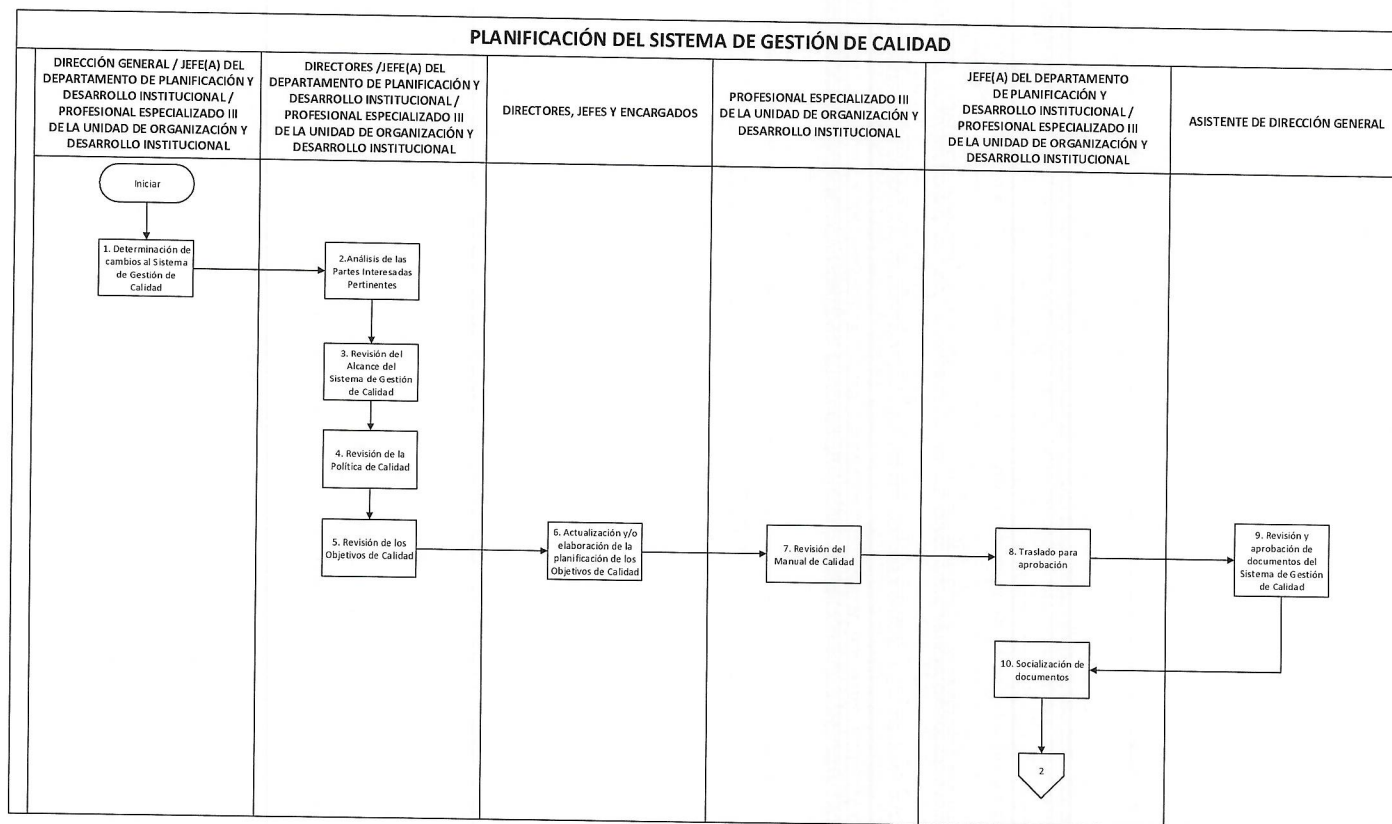 PLANIFICACIÓN DEL SISTEMA DE GESTIÓN DE CALIDAD
DIRECCIÓN GENERAL / JEFE(A) DEL
DEPARTAMENTO DE PLANIFICACIÓN Y
DESARROLLO INSTITUCIONAL /
PROFESIONAL ESPECIALIZADO III
DE LA UNIDAD DE ORGANIZACIÓN Y
DESARROLLO INSTITUCIONAL
DIRECTORES /JEFE(A) DEL
DEPARTAMENTO DE PLANIFICACIÓN Y
DESARROLLO INSTITUCIONAL /
PROFESIONAL ESPECIALIZADO III
DE LA UNIDAD DE ORGANIZACIÓN Y
DESARROLLO INSTITUCIONAL
DIRECTORES, JEFES Y ENCARGADOS
PROFESIONAL ESPECIALIZADO III
DE LA UNIDAD DE ORGANIZACIÓN Y
DESARROLLO INSTITUCIONAL
JEFE(A) DEL DEPARTAMENTO
DE PLANIFICACIÓN Y
DESARROLLO INSTITUCIONAL /
PROFESIONAL ESPECIALIZADO III
DE LA UNIDAD DE ORGANIZACIÓN Y
DESARROLLO INSTITUCIONAL
ASISTENTE DE DIRECCIÓN GENERAL
Iniciar
1. Determinación de
cambios al Sistema
de Gestión de
Calidad
2.Análisis de las
Partes Interesadas
Pertinentes
3. Revisión del
Alcance del
Sistema de Gestión
de Calidad
4. Revisión de la
Política de Calidad
5. Revisión de los
Objetivos de Calidad
6. Actualización y/o
elaboración de la
planificación de los
Objetivos de Calidad
7. Revisión del
Manual de Calidad
8. Traslado para
aprobación
9. Revisión y
aprobación de
documentos del
Sistema de Gestión
de Calidad
10. Socialización de
documentos
2